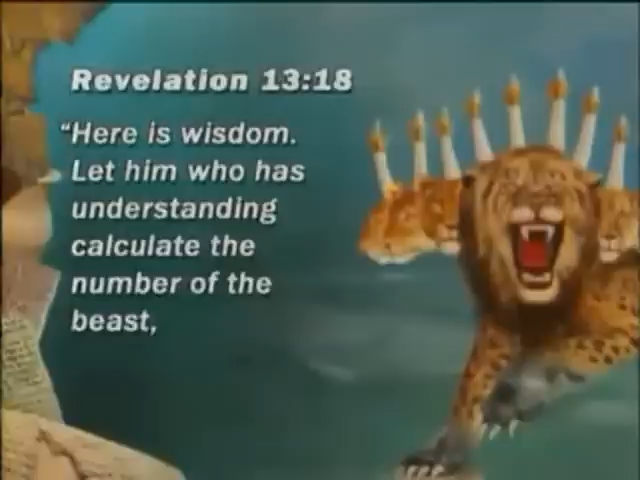 Revelation 13:18
“Here is wisdom.
Let him who has
understanding
calculate the
number of the
beast,